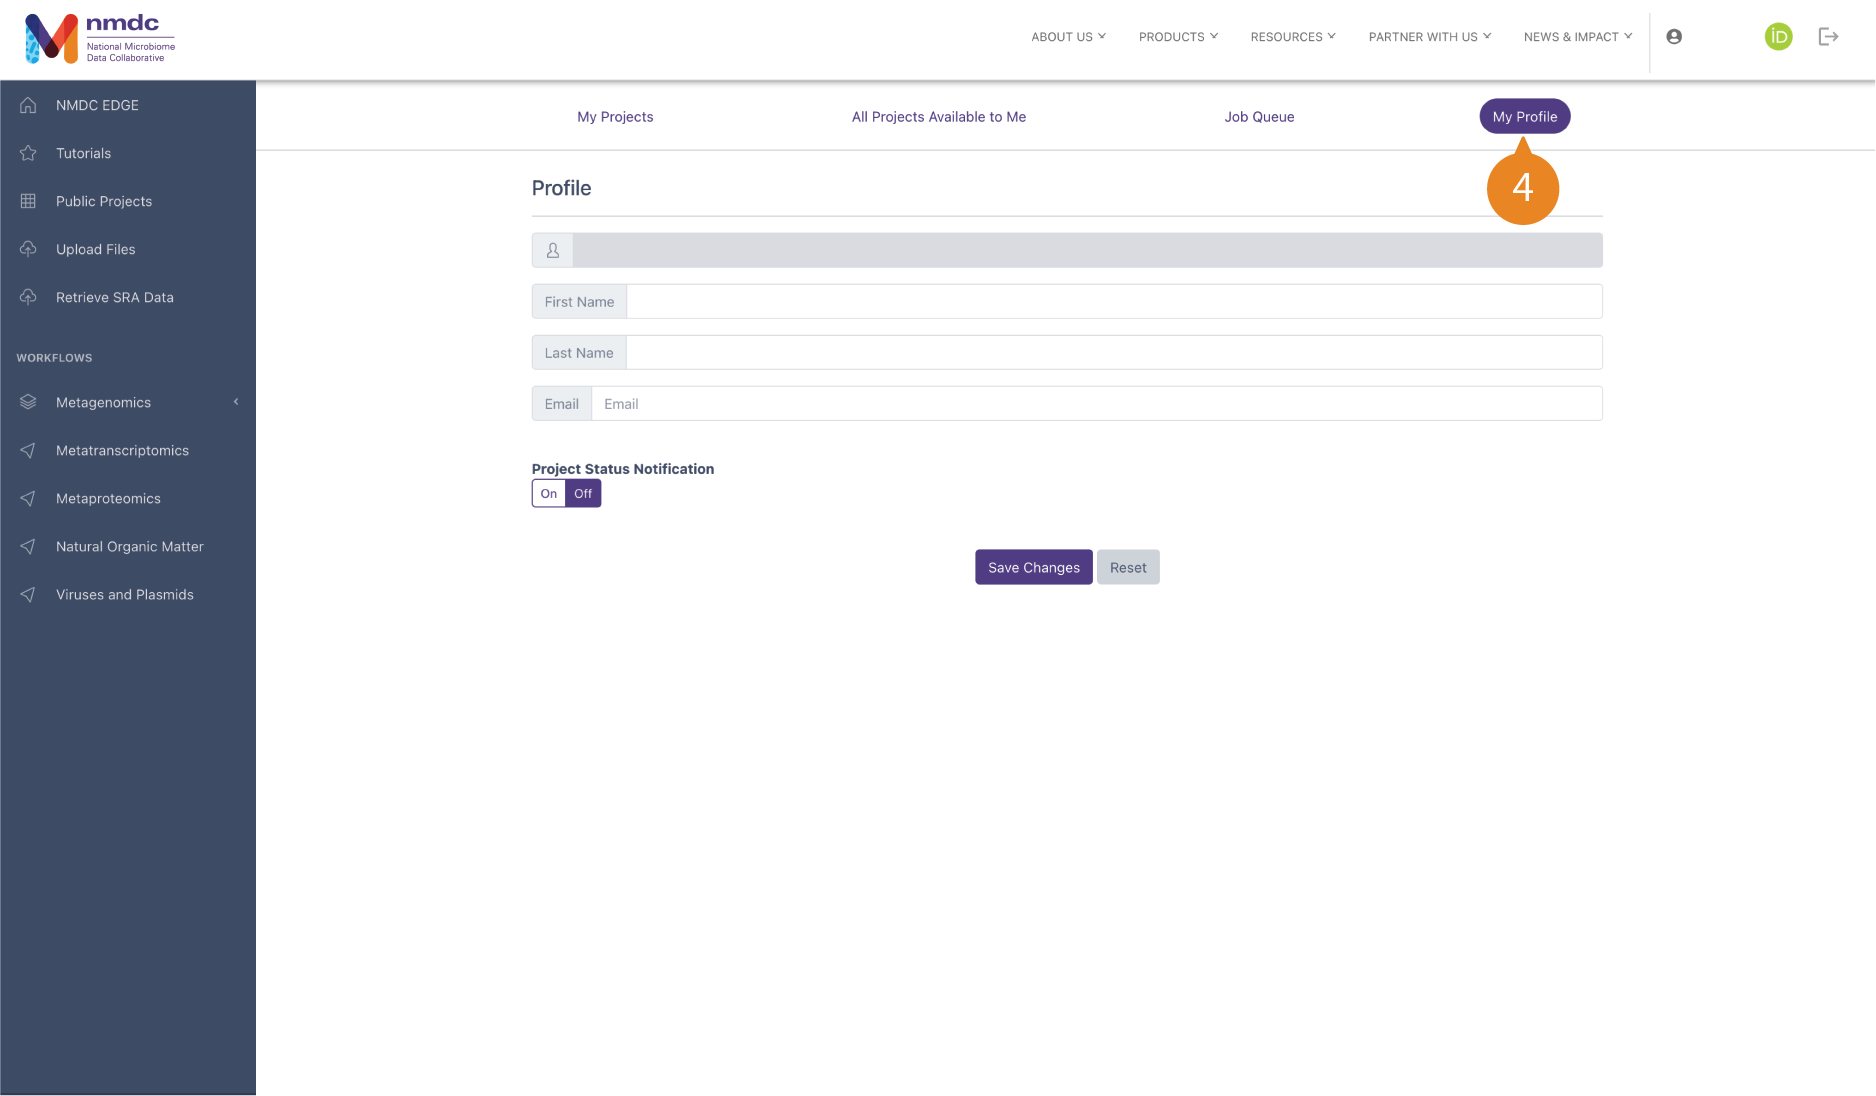 nmdc
National Microbiome
Data Collaborative
ABOUT US
PRODUCTS
RESOURCES
PARTNER WITH US
NEWS & IMPACT
iD
NMDC EDGE
Tutorials
Public Projects
Upload Files
Retrieve SRA Data
WORKFLOWS
Metagenomics
Metatranscriptomics
Metaproteomics
Natural Organic Matter
Viruses and Plasmids
My Projects
All Projects Available to Me
Job Queue
My Profile
4
Profile
First Name
Last Name
Email Email
Project Status Notification
On Off
Save Changes Reset